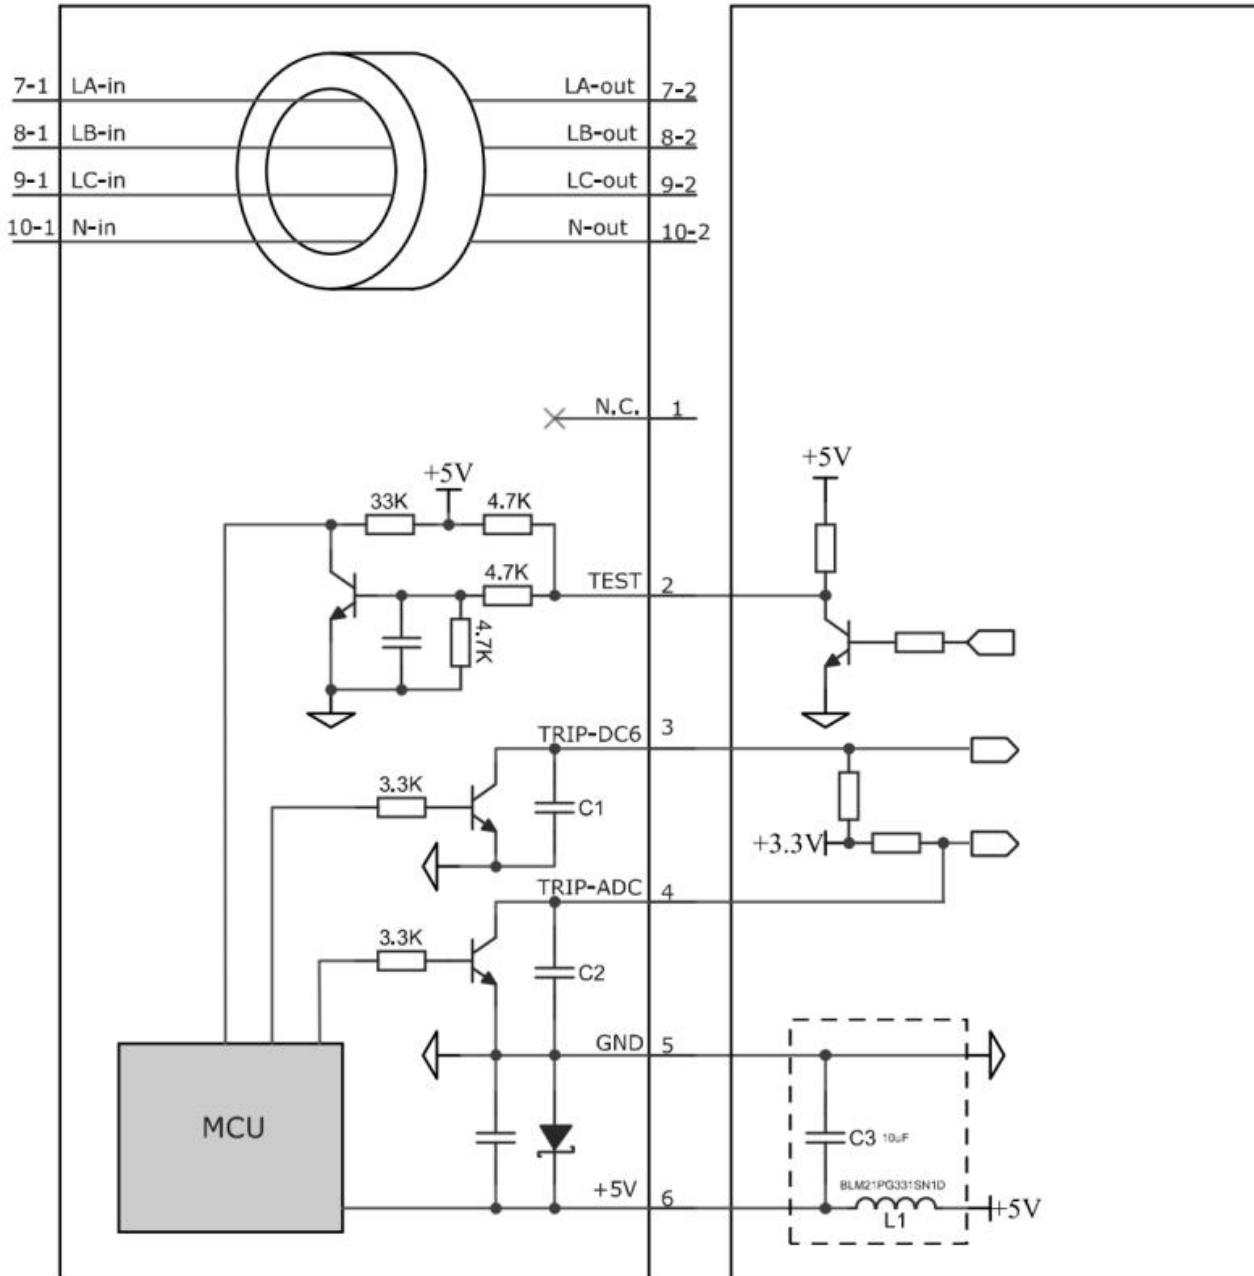 7-1 LA-in LA-out 7-2
8-1 LB-in LB-out 8-2
9-1 LC-in LC-out 9-2
10-1 N-in N-out 10-2
N.C. 1
+5V
+5V
33K 4.7K
4.7K TEST 2
4.7K
TRIP-DC6 3
3.3K
C1
+3.3V
TRIP-ADC 4
3.3K
C2
GND 5
MCU
C3 10uF
BLM21PG331SN1D
+5V 6
L1
+5V